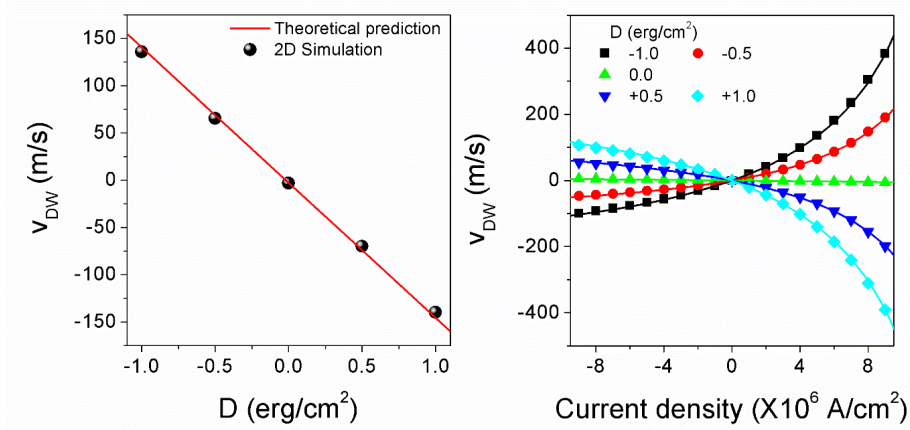 Theoretical prediction
2D Simulation
150
100
50
0
-50
-100
-150
v_DW (m/s)
-1.0 -0.5 0.0 0.5 1.0
D (erg/cm²)
D (erg/cm²)
-1.0 -0.5
0.0
+0.5 +1.0
400
200
0
-200
-400
v_DW (m/s)
-8 -4 0 4 8
Current density (X10⁶ A/cm²)